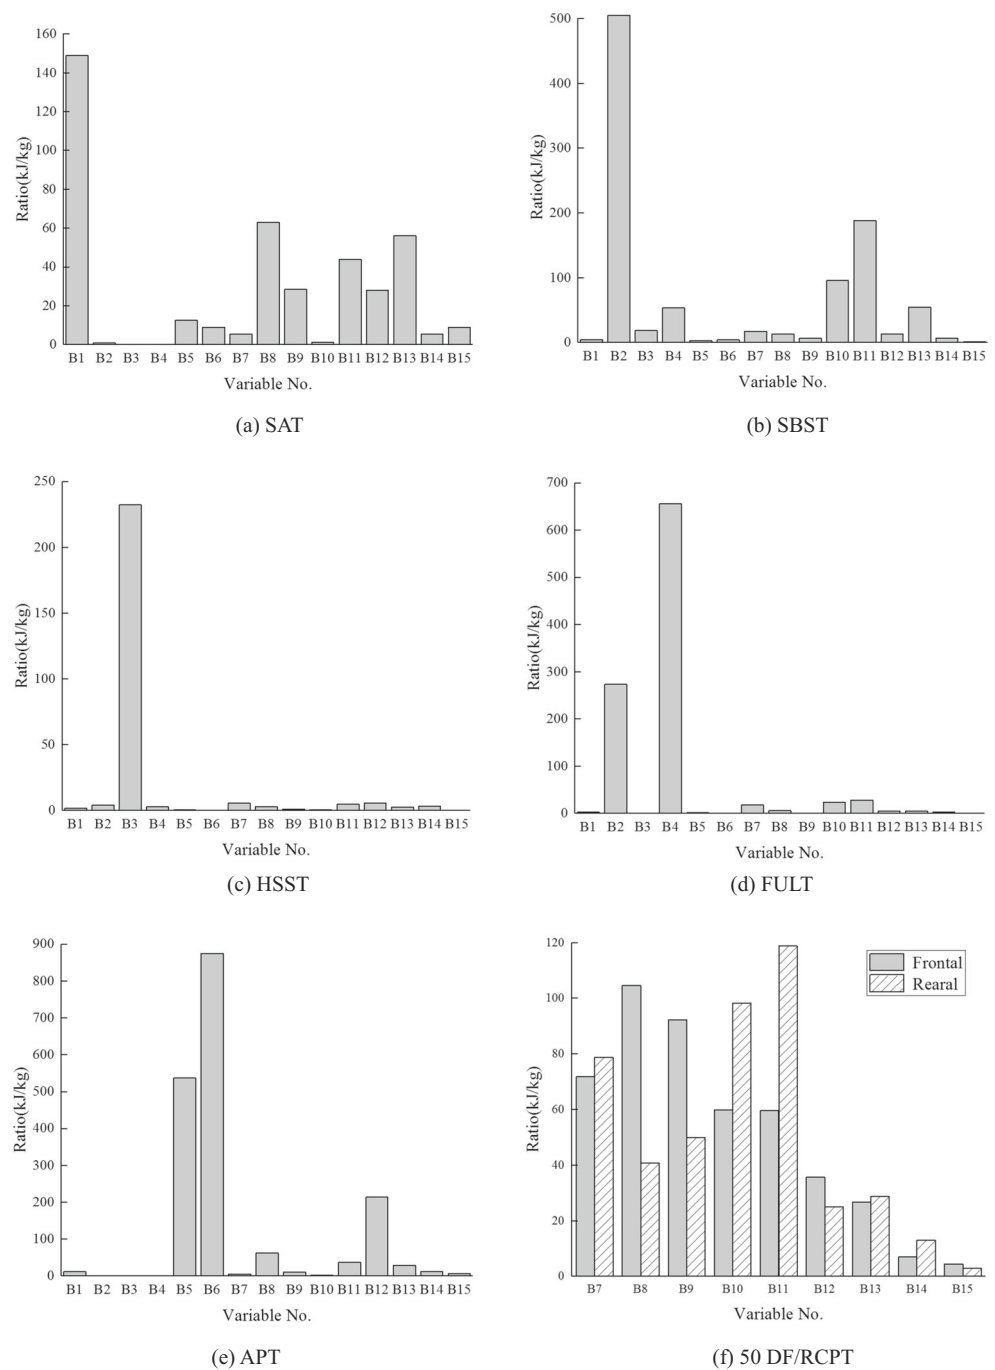 160
140
120
100
80
60
40
20
0
Ratio(kJ/kg)
B1 B2 B3 B4 B5 B6 B7 B8 B9 B10 B11 B12 B13 B14 B15
Variable No.
(a) SAT
500
400
300
200
100
0
Ratio(kJ/kg)
B1 B2 B3 B4 B5 B6 B7 B8 B9 B10 B11 B12 B13 B14 B15
Variable No.
(b) SBST
250
200
150
100
50
0
Ratio(kJ/kg)
B1 B2 B3 B4 B5 B6 B7 B8 B9 B10 B11 B12 B13 B14 B15
Variable No.
(c) HSST
700
600
500
400
300
200
100
0
Ratio(kJ/kg)
B1 B2 B3 B4 B5 B6 B7 B8 B9 B10 B11 B12 B13 B14 B15
Variable No.
(d) FULT
900
800
700
600
500
400
300
200
100
0
Ratio(kJ/kg)
B1 B2 B3 B4 B5 B6 B7 B8 B9 B10 B11 B12 B13 B14 B15
Variable No.
(e) APT
120
100
80
60
40
20
0
Ratio(kJ/kg)
Frontal
Rearal
B7 B8 B9 B10 B11 B12 B13 B14 B15
Variable No.
(f) 50 DF/RCPT